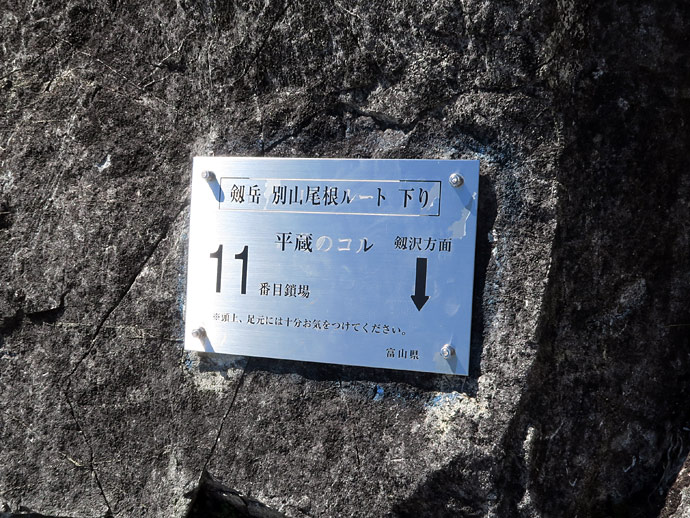 剱岳 別山尾根ルート 下り
平蔵のコル 剱沢方面
11番目鎖場
※頭上、足元には十分お気をつけてください。
富山県